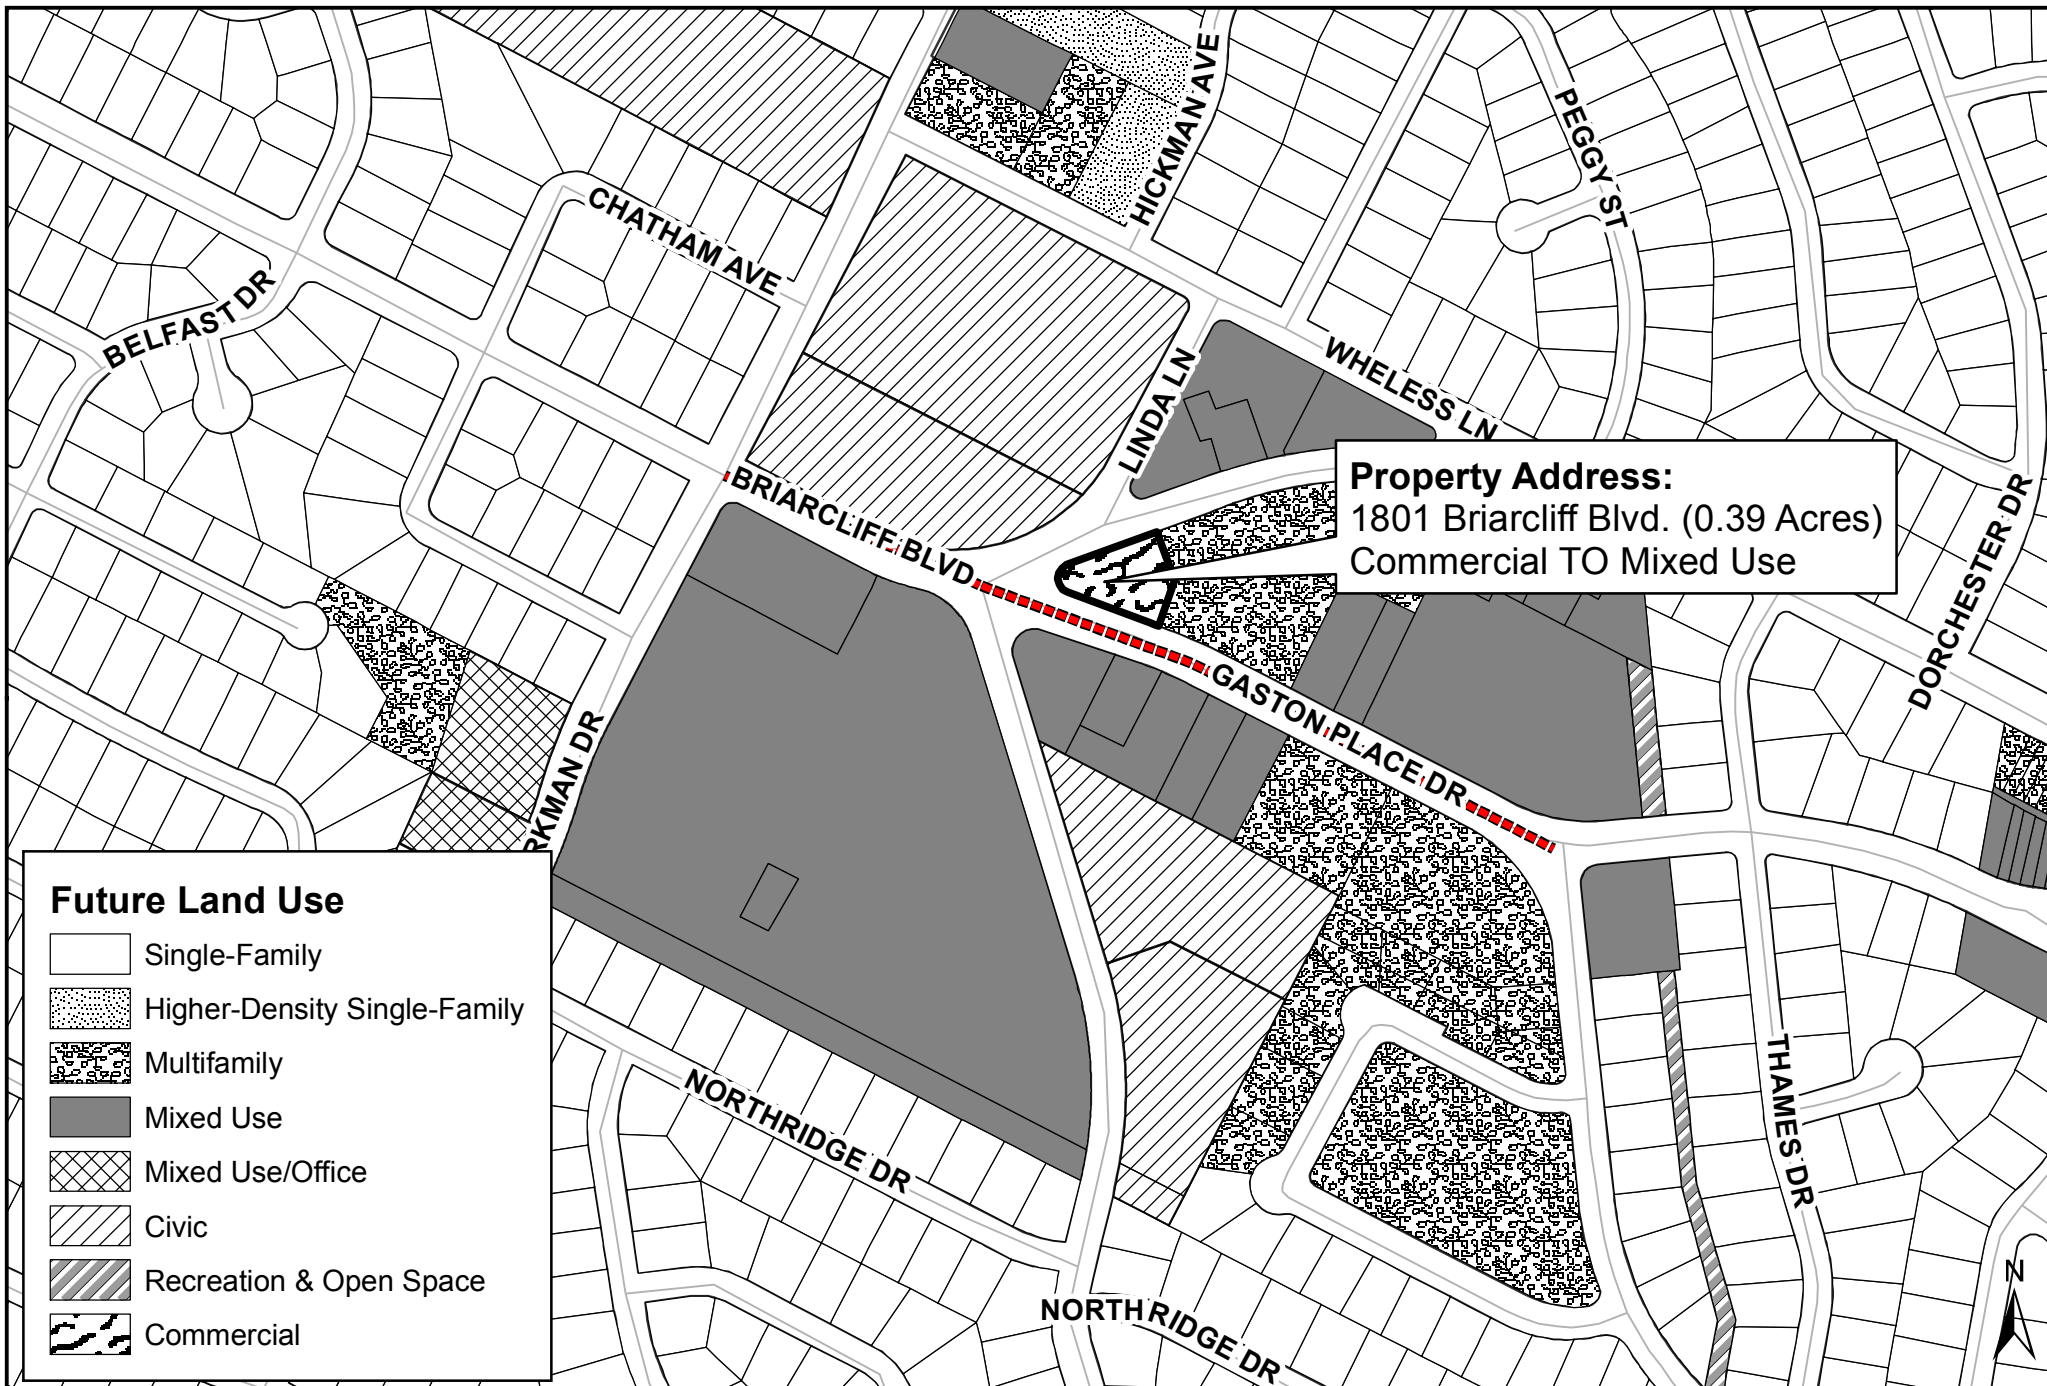 HICKMAN AVE
PEGGY ST
CHATHAM AVE
BELFAST DR
WHELESS LN
LINDA LN
Property Address:
1801 Briarcliff Blvd. (0.39 Acres)
Commercial TO Mixed Use
BRIARCLIFF BLVD
DORCHESTER DR
GASTON PLACE DR
RKMAN DR
Future Land Use
Single-Family
Higher-Density Single-Family
Multifamily
Mixed Use
Mixed Use/Office
Civic
Recreation & Open Space
Commercial
NORTHRIDGE DR
THAMES DR
NORTHRIDGE DR
N